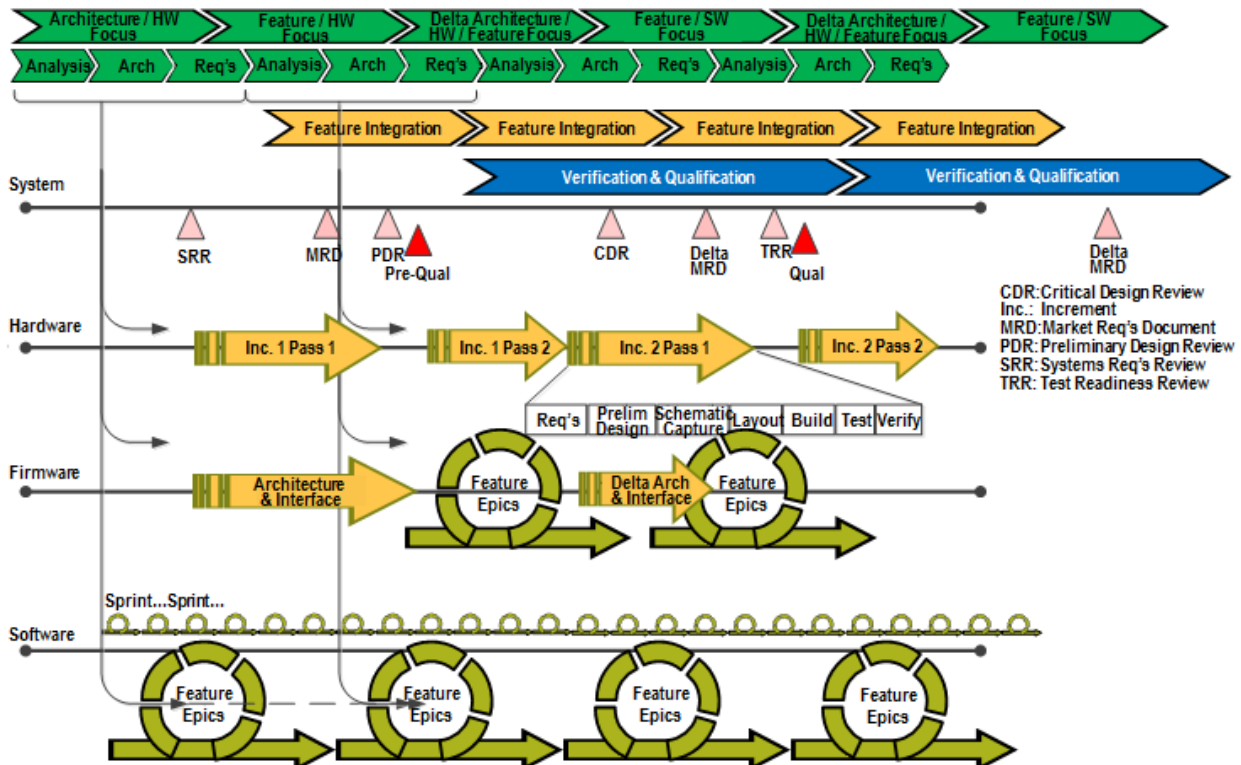 Architecture / HW
Focus
Feature / HW
Focus
Delta Architecture /
HW / Feature Focus
Feature / SW
Focus
Delta Architecture /
HW / Feature Focus
Feature / SW
Focus
Analysis
Arch
Req's
Analysis
Arch
Req's
Analysis
Arch
Req's
Analysis
Arch
Req's
Feature Integration
Feature Integration
Feature Integration
Feature Integration
Verification & Qualification
Verification & Qualification
System
SRR
MRD
PDR
Pre-Qual
CDR
Delta
MRD
TRR
Qual
Delta
MRD
CDR:Critical Design Review
Inc.: Increment
MRD:Market Req's Document
PDR: Preliminary Design Review
SRR: Systems Req's Review
TRR: Test Readiness Review
Hardware
Inc. 1 Pass 1
Inc. 1 Pass 2
Inc. 2 Pass 1
Inc. 2 Pass 2
Req's
Prelim
Design
Schematic
Capture
Layout
Build
Test
Verify
Firmware
Architecture
& Interface
Feature
Epics
Delta Arch
& Interface
Feature
Epics
Sprint...Sprint...
Software
Feature
Epics
Feature
Epics
Feature
Epics
Feature
Epics